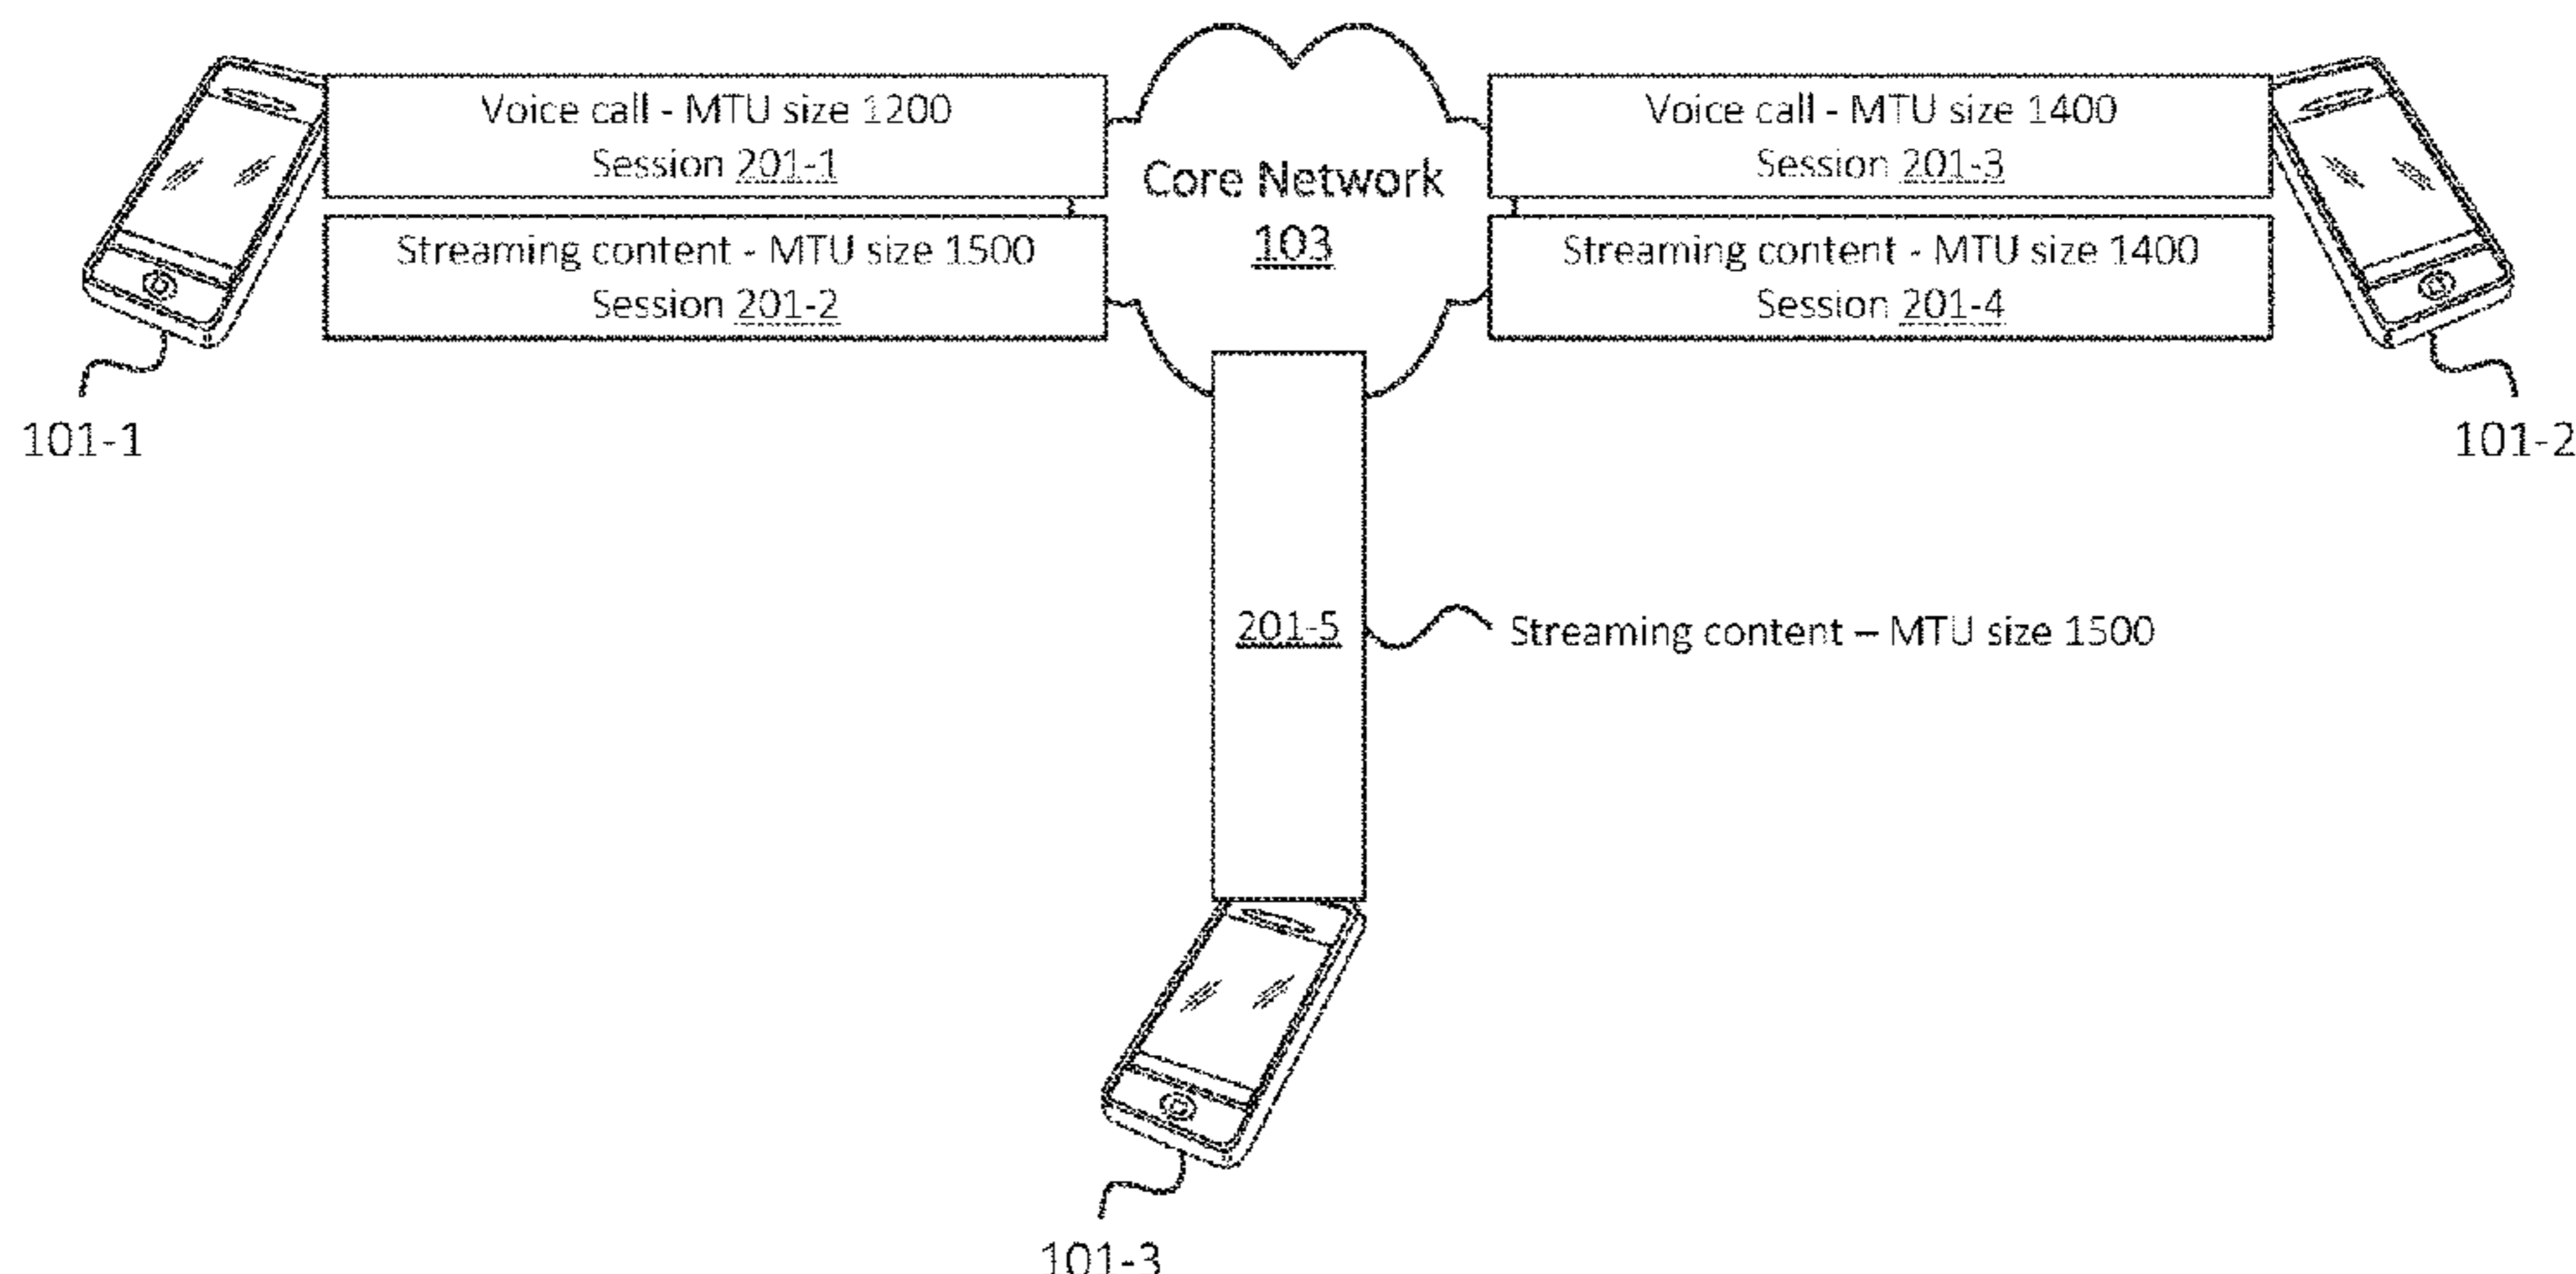 Voice call - MTU size 1200
Session 201-1
Streaming content - MTU size 1500
Session 201-2
Core Network
103
Voice call - MTU size 1400
Session 201-3
Streaming content - MTU size 1400
Session 201-4
101-1
101-2
201-5
Streaming content – MTU size 1500
101-3